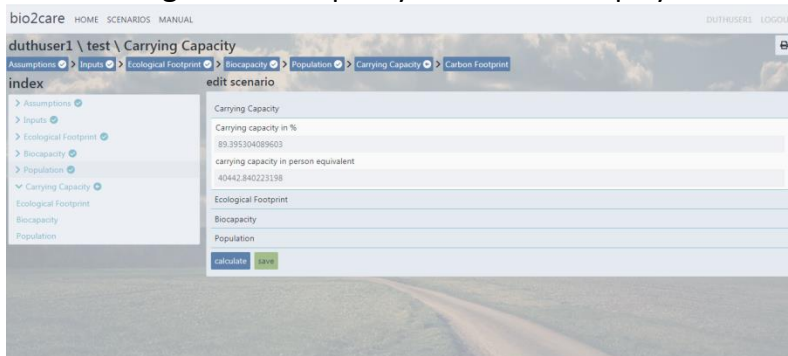 bio2care HOME SCENARIOS MANUAL DUTHUSER1 LOGOU
duthuser1 \ test \ Carrying Capacity
Assumptions > Inputs > Ecological Footprint > Biocapacity > Population > Carrying Capacity > Carbon Footprint
index
> Assumptions
> Inputs
> Ecological Footprint
> Biocapacity
> Population
Carrying Capacity
Ecological Footprint
Biocapacity
Population
edit scenario
Carrying Capacity
Carrying capacity in %
89.395304089603
carrying capacity in person equivalent
40442.840223198
Ecological Footprint
Biocapacity
Population
calculate save